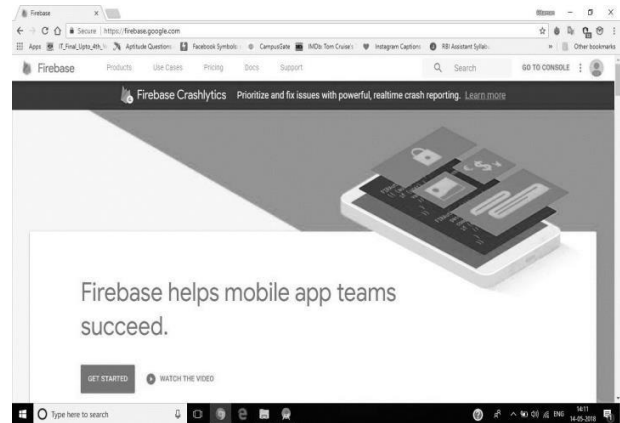 Firebase
Secure | https://firebase.google.com
Apps IT_Final_Upto_4th_ Aptitude Questions Facebook Symbols CampusGate IMDb: Tom Cruise's Instagram Captions RBI Assistant Syllab Other bookmarks
Firebase Products Use Cases Pricing Docs Support Search GO TO CONSOLE
Firebase Crashlytics Prioritize and fix issues with powerful, realtime crash reporting. Learn more
Firebase helps mobile app teams
succeed.
GET STARTED WATCH THE VIDEO
Type here to search ENG 14:11
14-05-2018